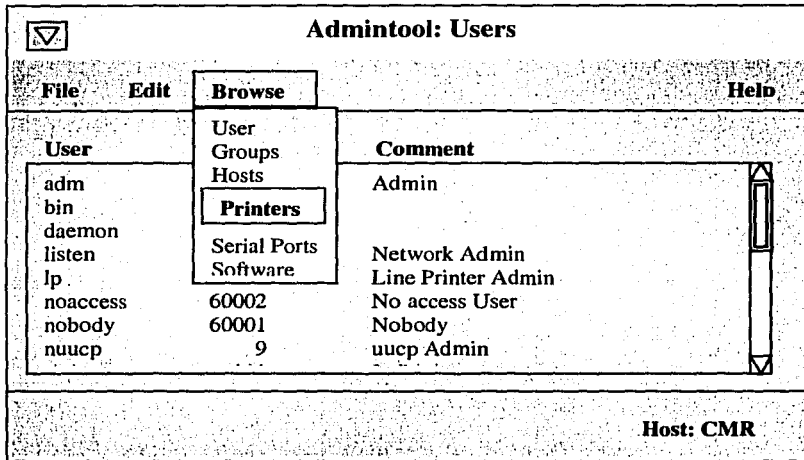 Admintool: Users
File Edit Browse Help
User
Groups
Hosts
Printers
Serial Ports
Software
User Comment
adm Admin
bin
daemon
listen Network Admin
lp Line Printer Admin
noaccess 60002 No access User
nobody 60001 Nobody
nuucp 9 uucp Admin
Host: CMR